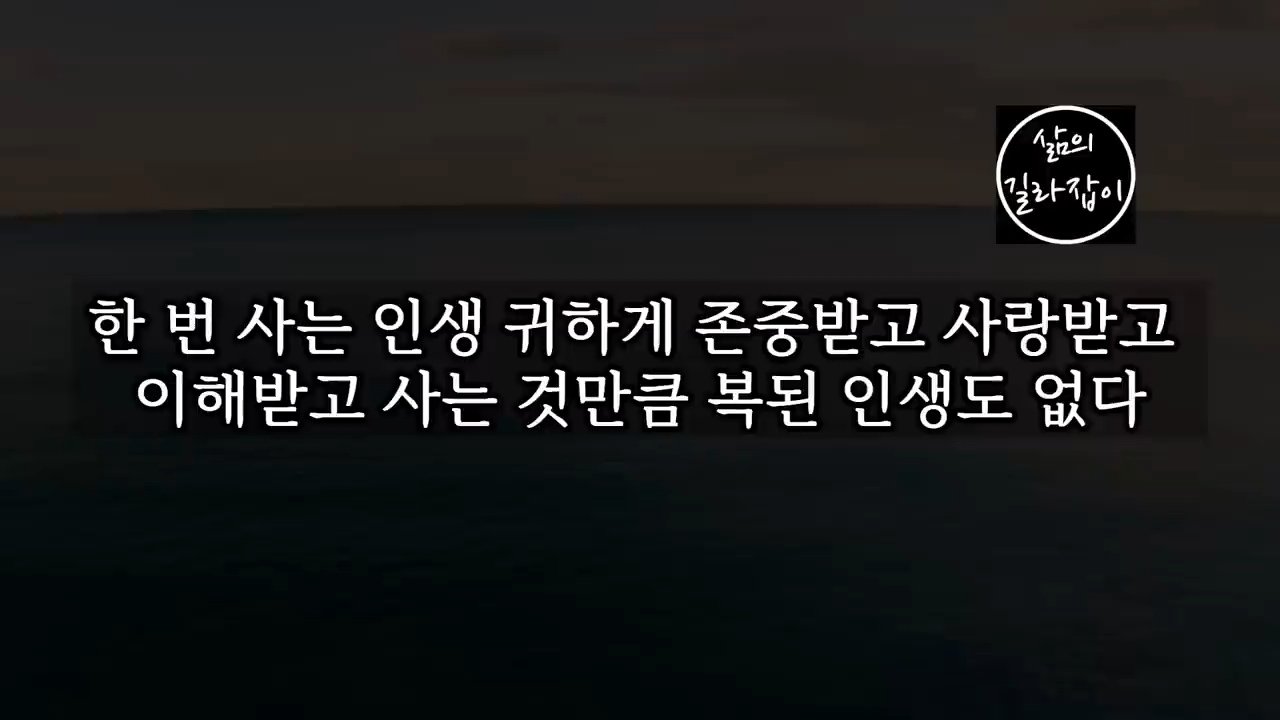 삶의
길라잡이
한 번 사는 인생 귀하게 존중받고 사랑받고
이해받고 사는 것만큼 복된 인생도 없다